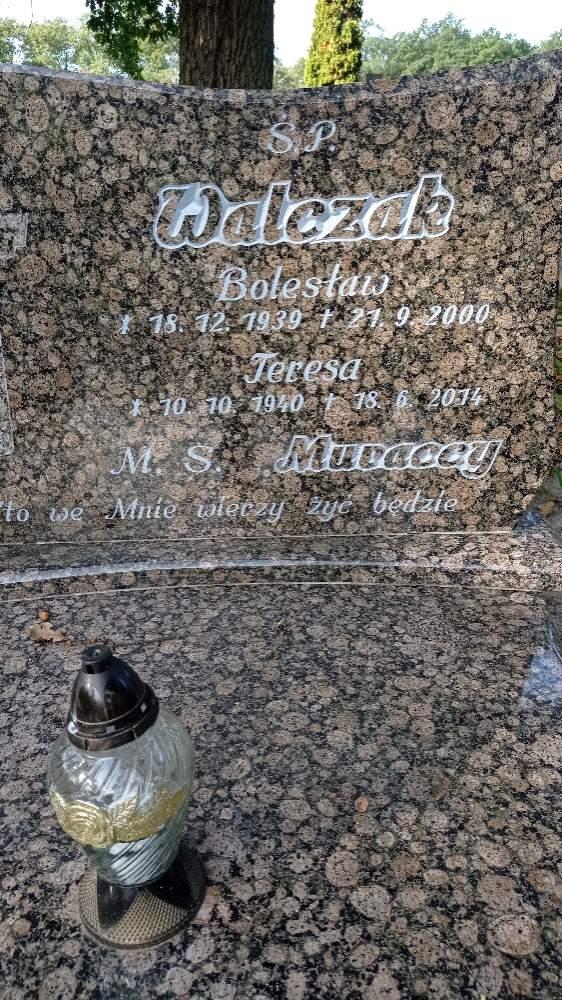 Ś.P.
Walczak
Bolesław
* 18. 12. 1939 † 21. 9. 2000
Teresa
* 10. 10. 1940 † 18. 6. 2014
M. S.
we Mnie wierzy żyć będzie